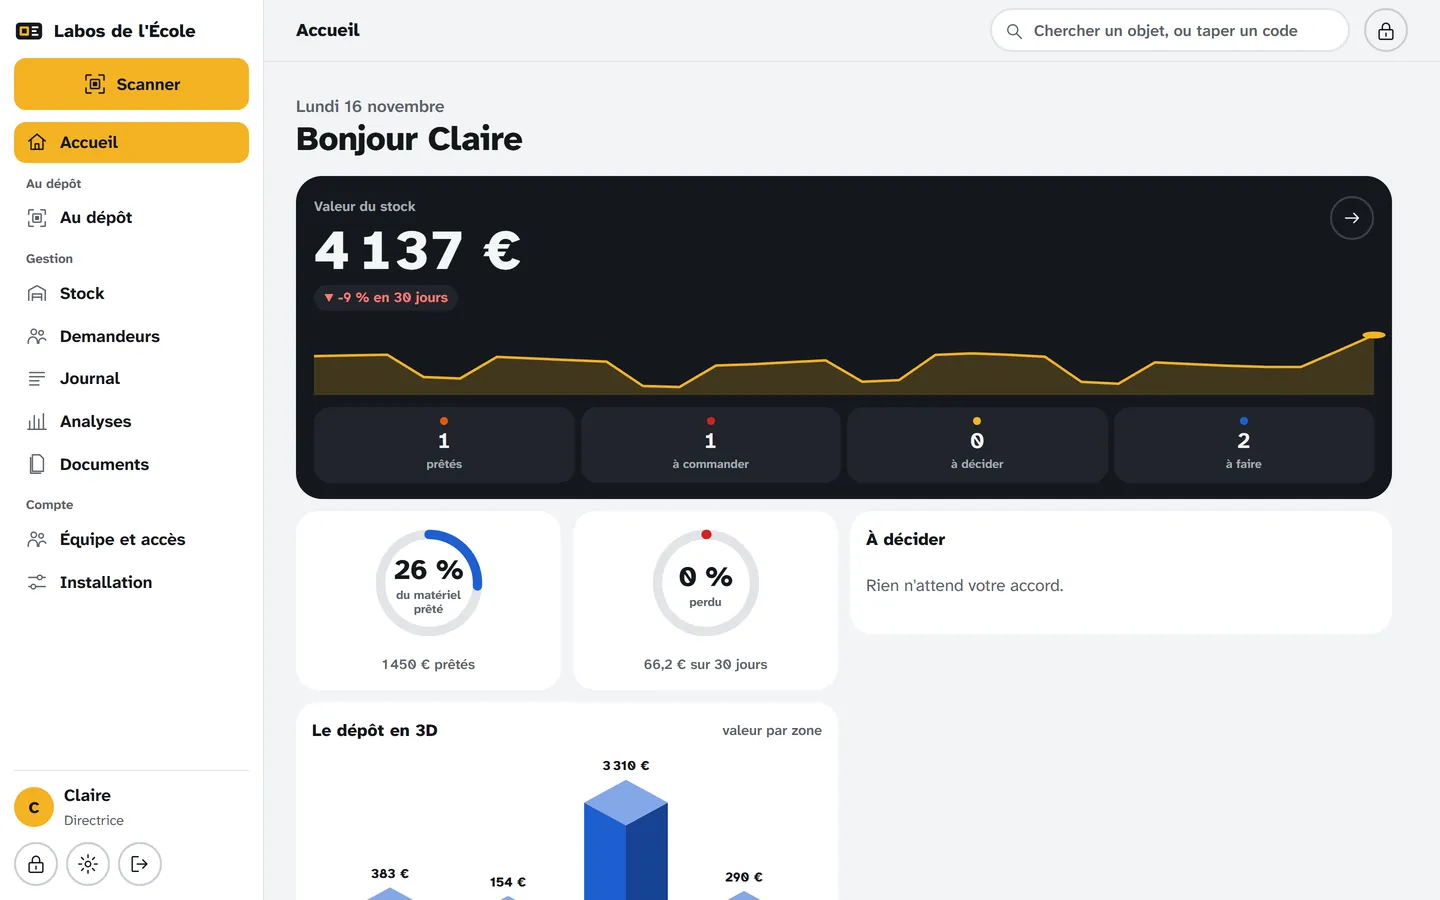 Labos de l'École
Scanner
Accueil
Au dépôt
Au dépôt
Gestion
Stock
Demandeurs
Journal
Analyses
Documents
Compte
Équipe et accès
Installation
C
Claire
Directrice
Accueil
Chercher un objet, ou taper un code
Lundi 16 novembre
Bonjour Claire
Valeur du stock
4 137 €
▼ -9 % en 30 jours
1
prêtés
1
à commander
0
à décider
2
à faire
26 %
du matériel
prêté
1 450 € prêtés
0 %
perdu
66,2 € sur 30 jours
À décider
Rien n'attend votre accord.
Le dépôt en 3D
valeur par zone
3 310 €
383 €
154 €
290 €